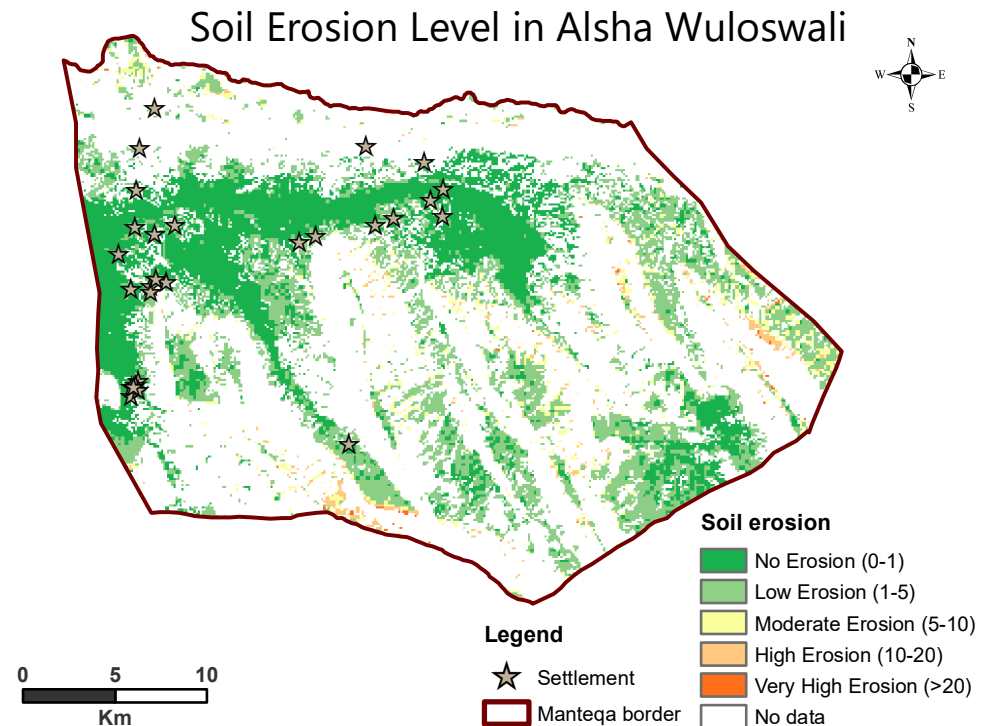 Soil Erosion Level in Alsha Wuloswali
N
W E
S
Soil erosion
No Erosion (0-1)
Low Erosion (1-5)
Moderate Erosion (5-10)
High Erosion (10-20)
Very High Erosion (>20)
No data
Legend
Settlement
Manteqa border
0 5 10
Km